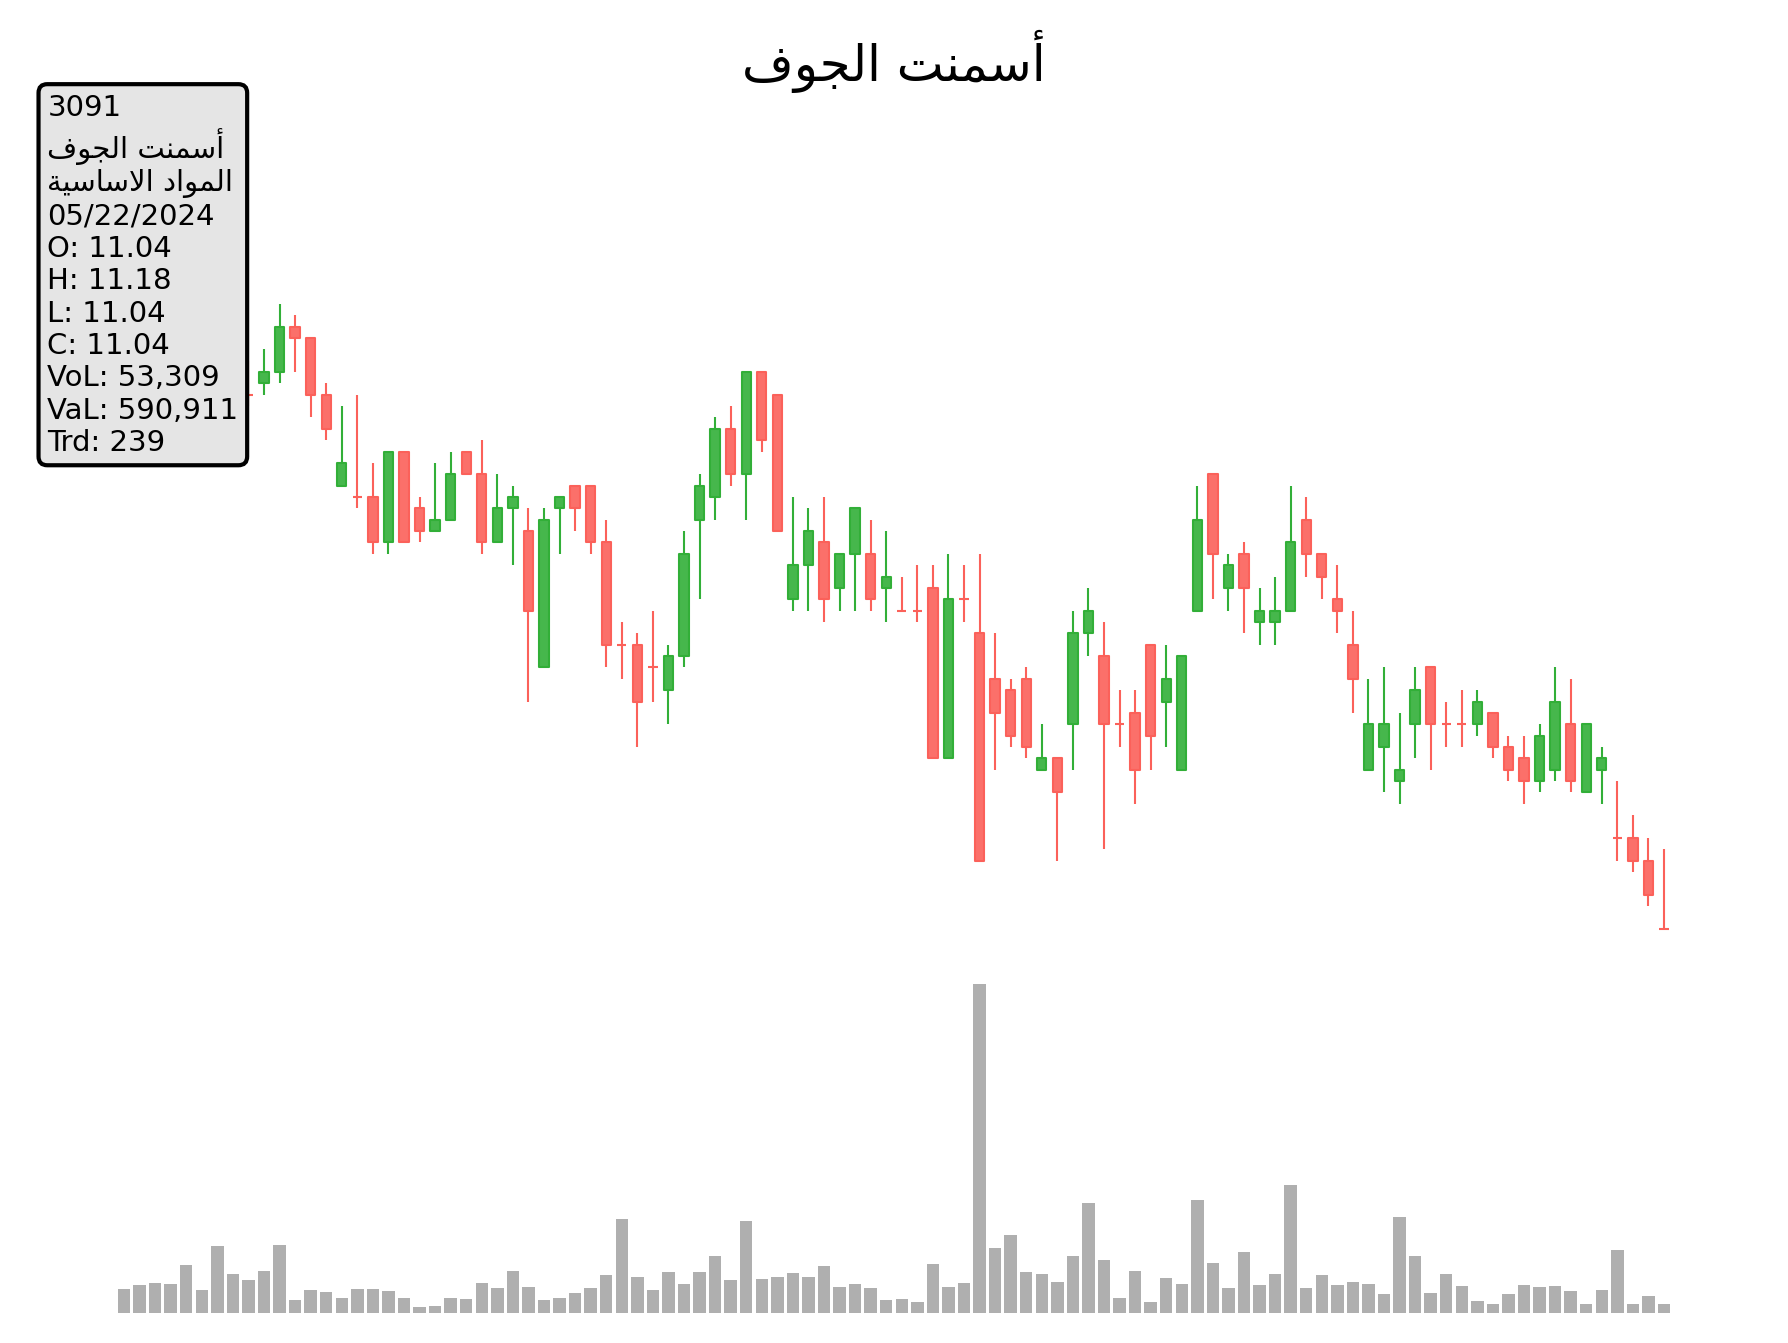 أسمنت الجوف
3091
أسمنت الجوف
المواد الاساسية
05/22/2024
O: 11.04
H: 11.18
L: 11.04
C: 11.04
VoL: 53,309
VaL: 590,911
Trd: 239